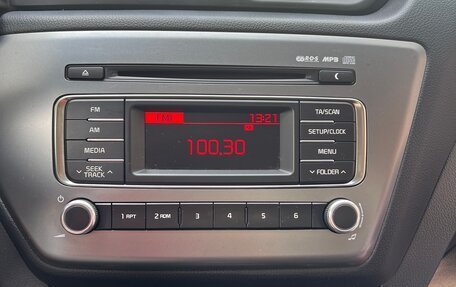 RDS MP3
FM
AM
MEDIA
SEEK
TRACK
13:21
100.30
TA/SCAN
SETUP/CLOCK
MENU
FOLDER
1 RPT 2 RDM 3 4 5 6